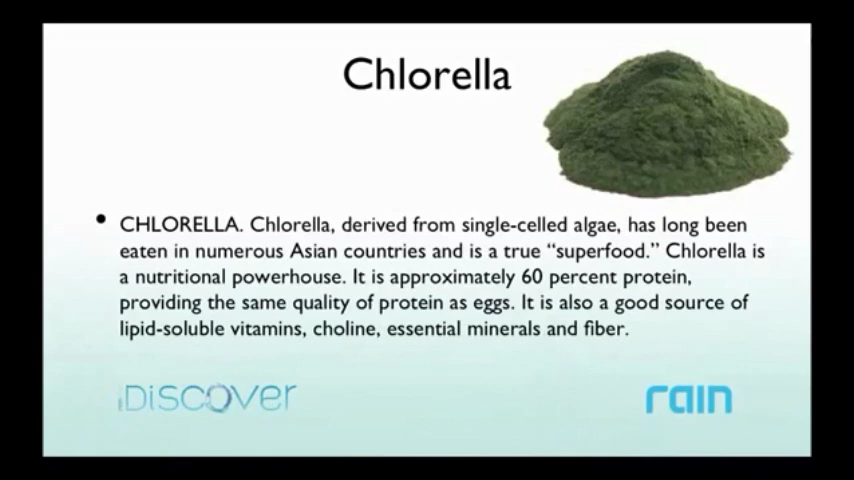 Chlorella
• CHLORELLA. Chlorella, derived from single-celled algae, has long been
eaten in numerous Asian countries and is a true “superfood.” Chlorella is
a nutritional powerhouse. It is approximately 60 percent protein,
providing the same quality of protein as eggs. It is also a good source of
lipid-soluble vitamins, choline, essential minerals and fiber.
iDiscover
rain